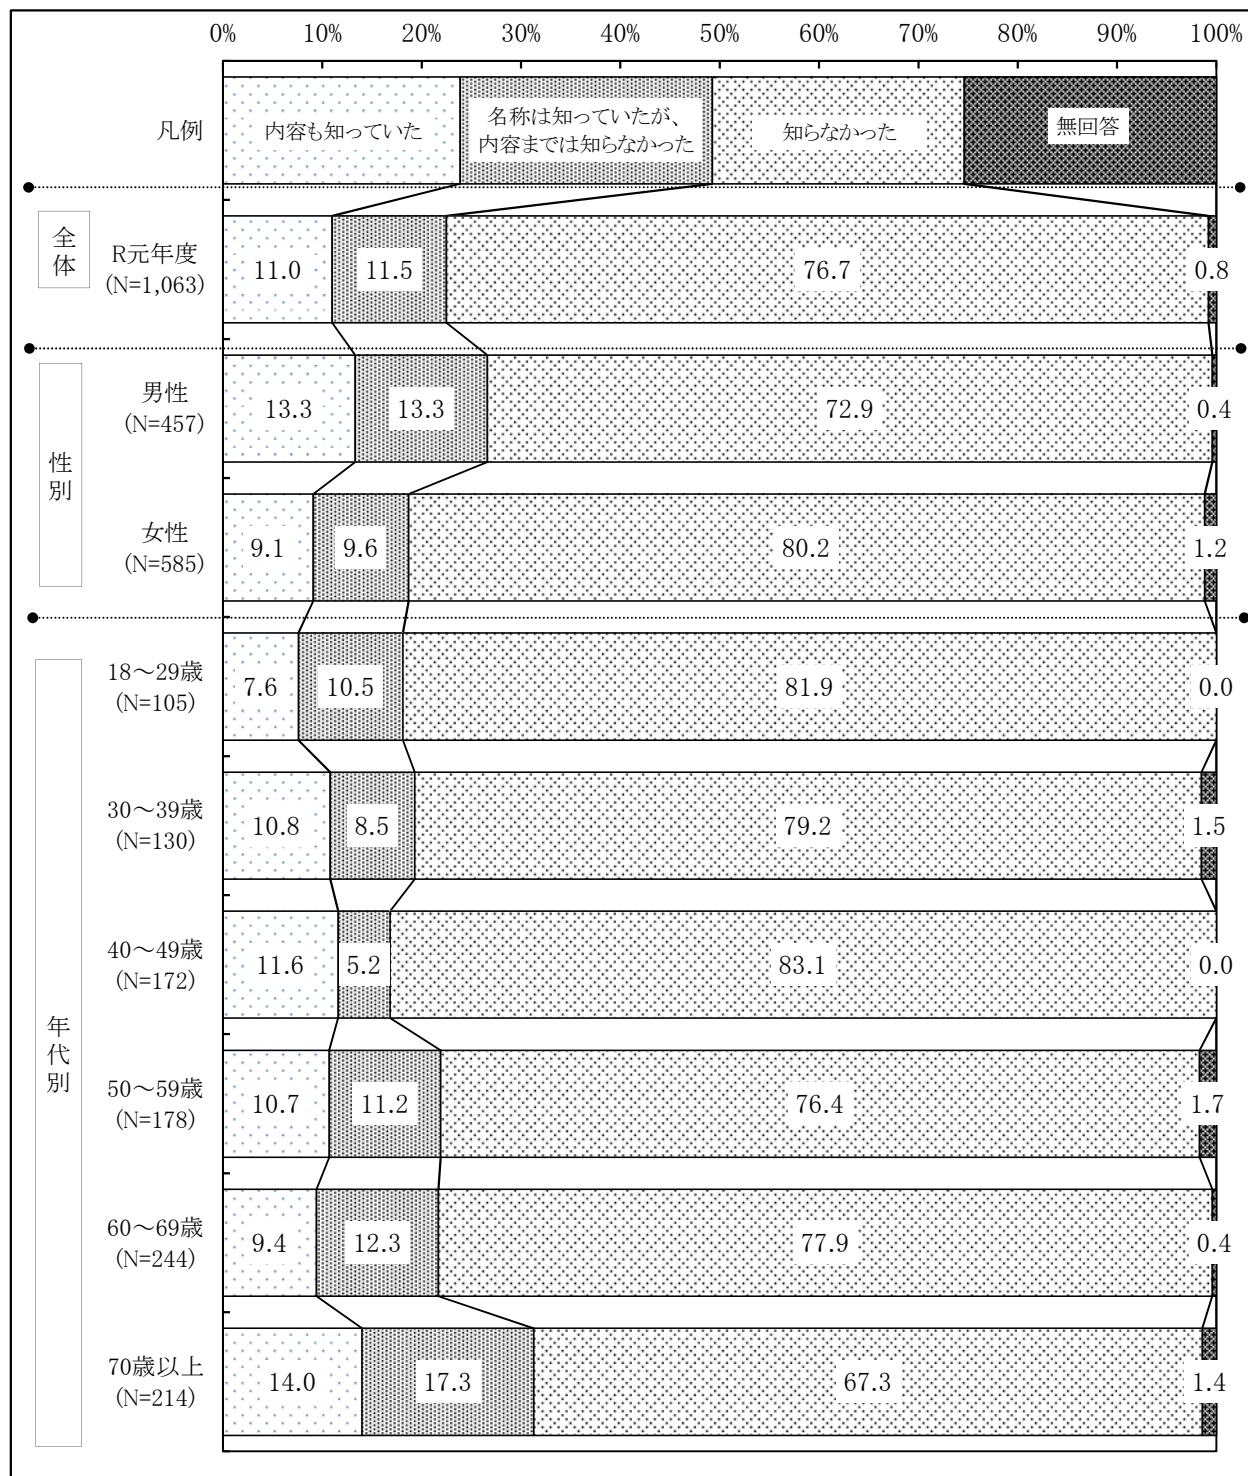 0% 10% 20% 30% 40% 50% 60% 70% 80% 90% 100%
凡例
内容も知っていた
名称は知っていたが、
内容までは知らなかった
知らなかった
無回答
全体
R元年度
(N=1,063)
11.0 11.5 76.7 0.8
性別
男性
(N=457)
13.3 13.3 72.9 0.4
女性
(N=585)
9.1 9.6 80.2 1.2
年代別
18～29歳
(N=105)
7.6 10.5 81.9 0.0
30～39歳
(N=130)
10.8 8.5 79.2 1.5
40～49歳
(N=172)
11.6 5.2 83.1 0.0
50～59歳
(N=178)
10.7 11.2 76.4 1.7
60～69歳
(N=244)
9.4 12.3 77.9 0.4
70歳以上
(N=214)
14.0 17.3 67.3 1.4